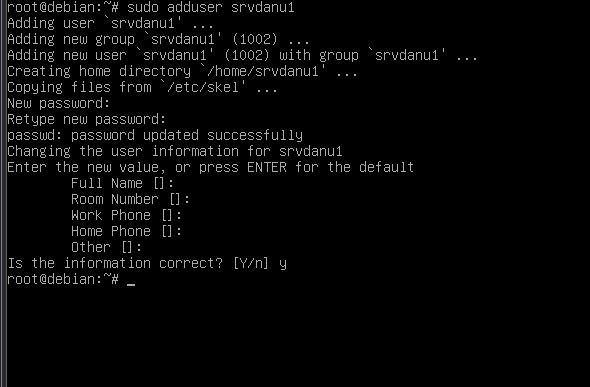 root@debian:~# sudo adduser srvdanu1
Adding user `srvdanu1' ...
Adding new group `srvdanu1' (1002) ...
Adding new user `srvdanu1' (1002) with group `srvdanu1' ...
Creating home directory `/home/srvdanu1' ...
Copying files from `/etc/skel' ...
New password:
Retype new password:
passwd: password updated successfully
Changing the user information for srvdanu1
Enter the new value, or press ENTER for the default
        Full Name []:
        Room Number []:
        Work Phone []:
        Home Phone []:
        Other []:
Is the information correct? [Y/n] y
root@debian:~# _